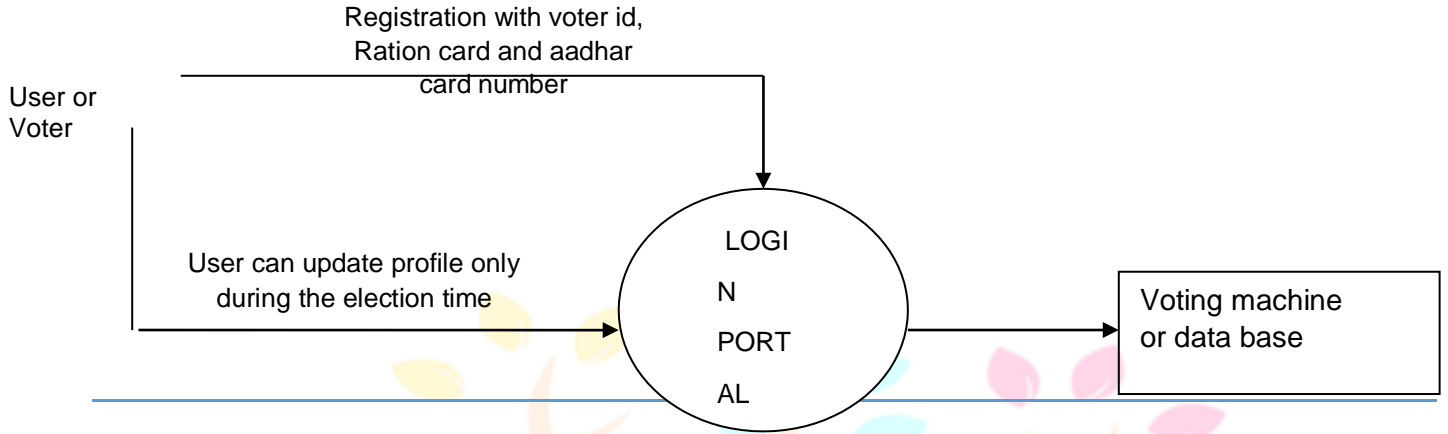 Registration with voter id,
Ration card and aadhar
card number
User or
Voter
User can update profile only
during the election time
LOGI
N
PORT
AL
Voting machine
or data base